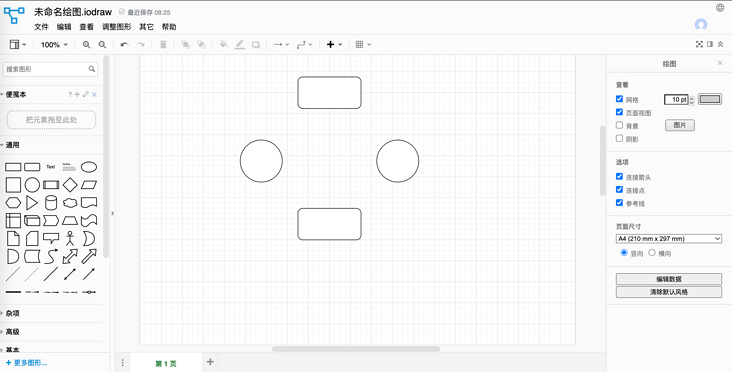 未命名绘图.iodraw
最近保存 08:25
文件 编辑 查看 调整图形 其它 帮助
100%
搜索图形
便笺本
? + ×
把元素拖至此处
通用
Text
杂项
高级
基本
+ 更多图形...
第 1 页
绘图
查看
网格 10 pt
页面视图
背景 图片
阴影
选项
连接箭头
连接点
参考线
页面尺寸
A4 (210 mm x 297 mm)
竖向 横向
编辑数据
清除默认风格